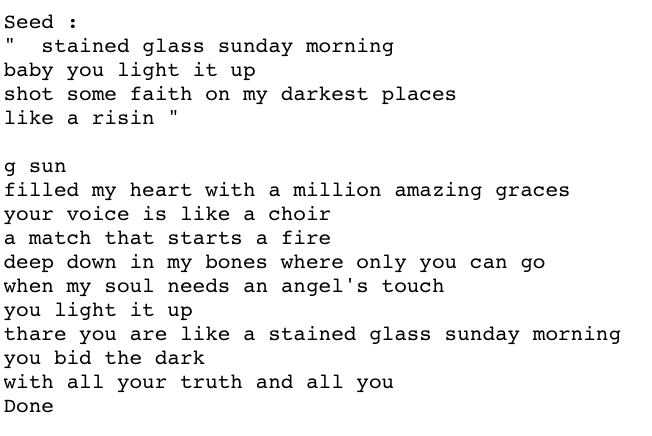 Seed :
"  stained glass sunday morning
baby you light it up
shot some faith on my darkest places
like a risin "
g sun
filled my heart with a million amazing graces
your voice is like a choir
a match that starts a fire
deep down in my bones where only you can go
when my soul needs an angel's touch
you light it up
thare you are like a stained glass sunday morning
you bid the dark
with all your truth and all you
Done